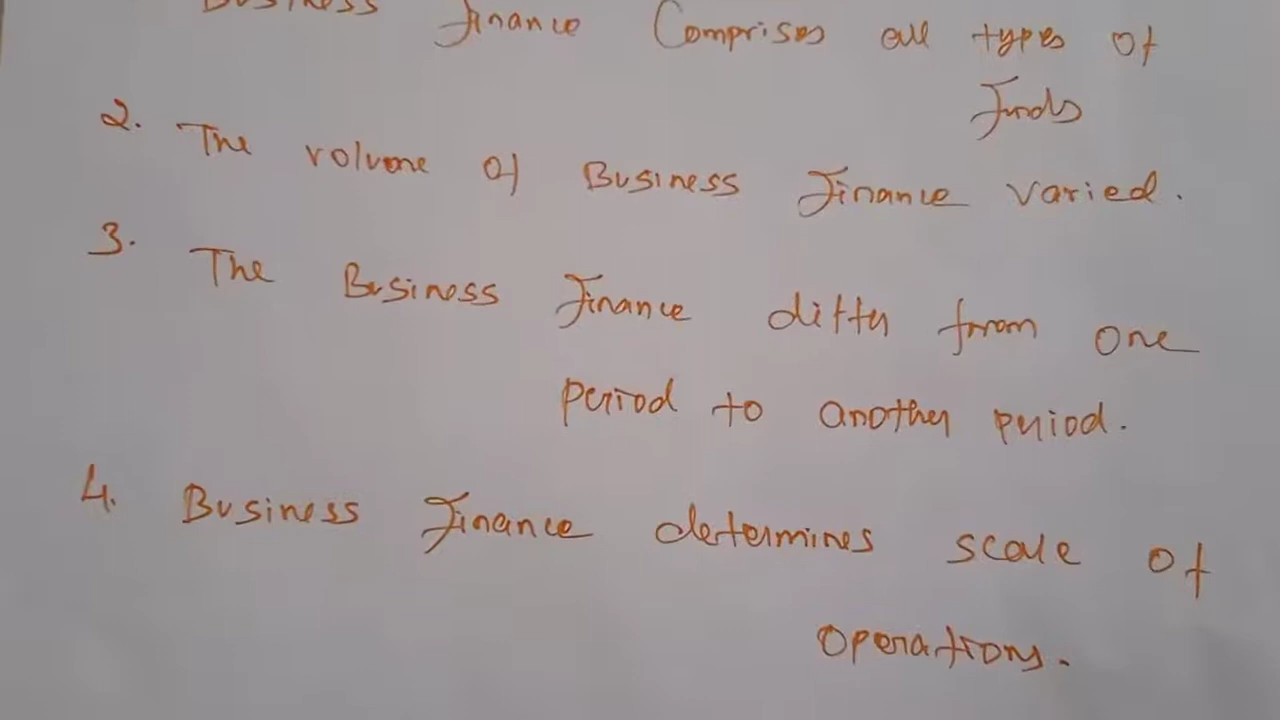 Business Finance Comprises all types of
Funds
2. The volume of Business Finance varied.
3. The Business Finance differ from one
period to another period.
4. Business Finance determines scale of
operations.